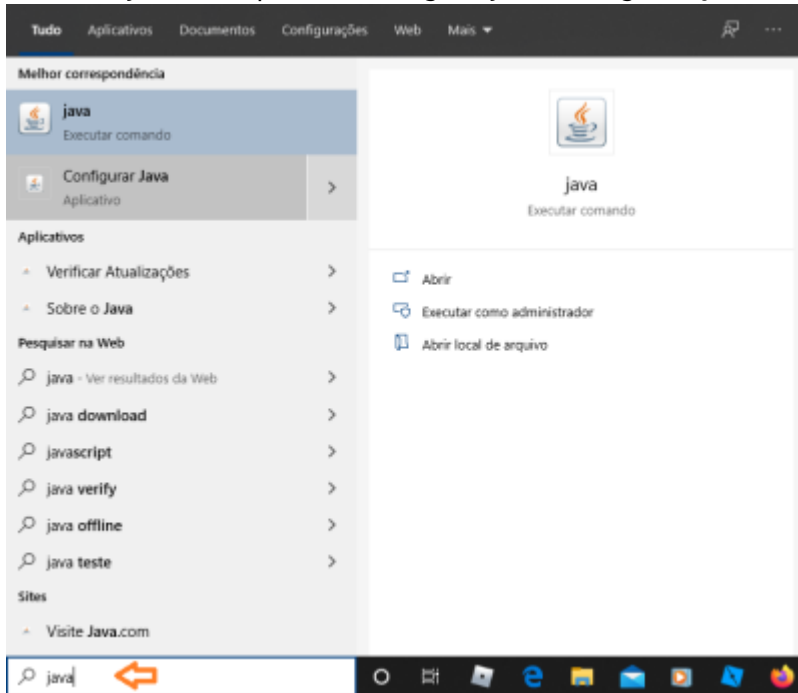 Tudo Aplicativos Documentos Configurações Web Mais
Melhor correspondência
java
Executar comando
Configurar Java
Aplicativo
Aplicativos
Verificar Atualizações
Sobre o Java
Pesquisar na Web
java - Ver resultados da Web
java download
javascript
java verify
java offline
java teste
Sites
Visite Java.com
java
java
Executar comando
Abrir
Executar como administrador
Abrir local de arquivo